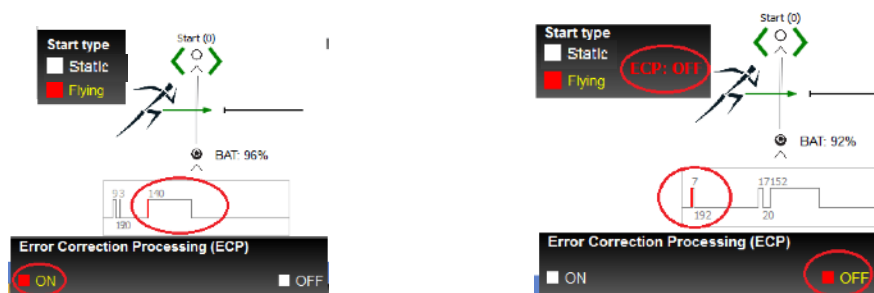 Start type
Static
Flying
Start (0)
BAT: 96%
93
190
120
Error Correction Processing (ECP)
ON
OFF
Start type
Static
Flying
ECP: OFF
Start (0)
BAT: 92%
7
192
17152
20
Error Correction Processing (ECP)
ON
OFF